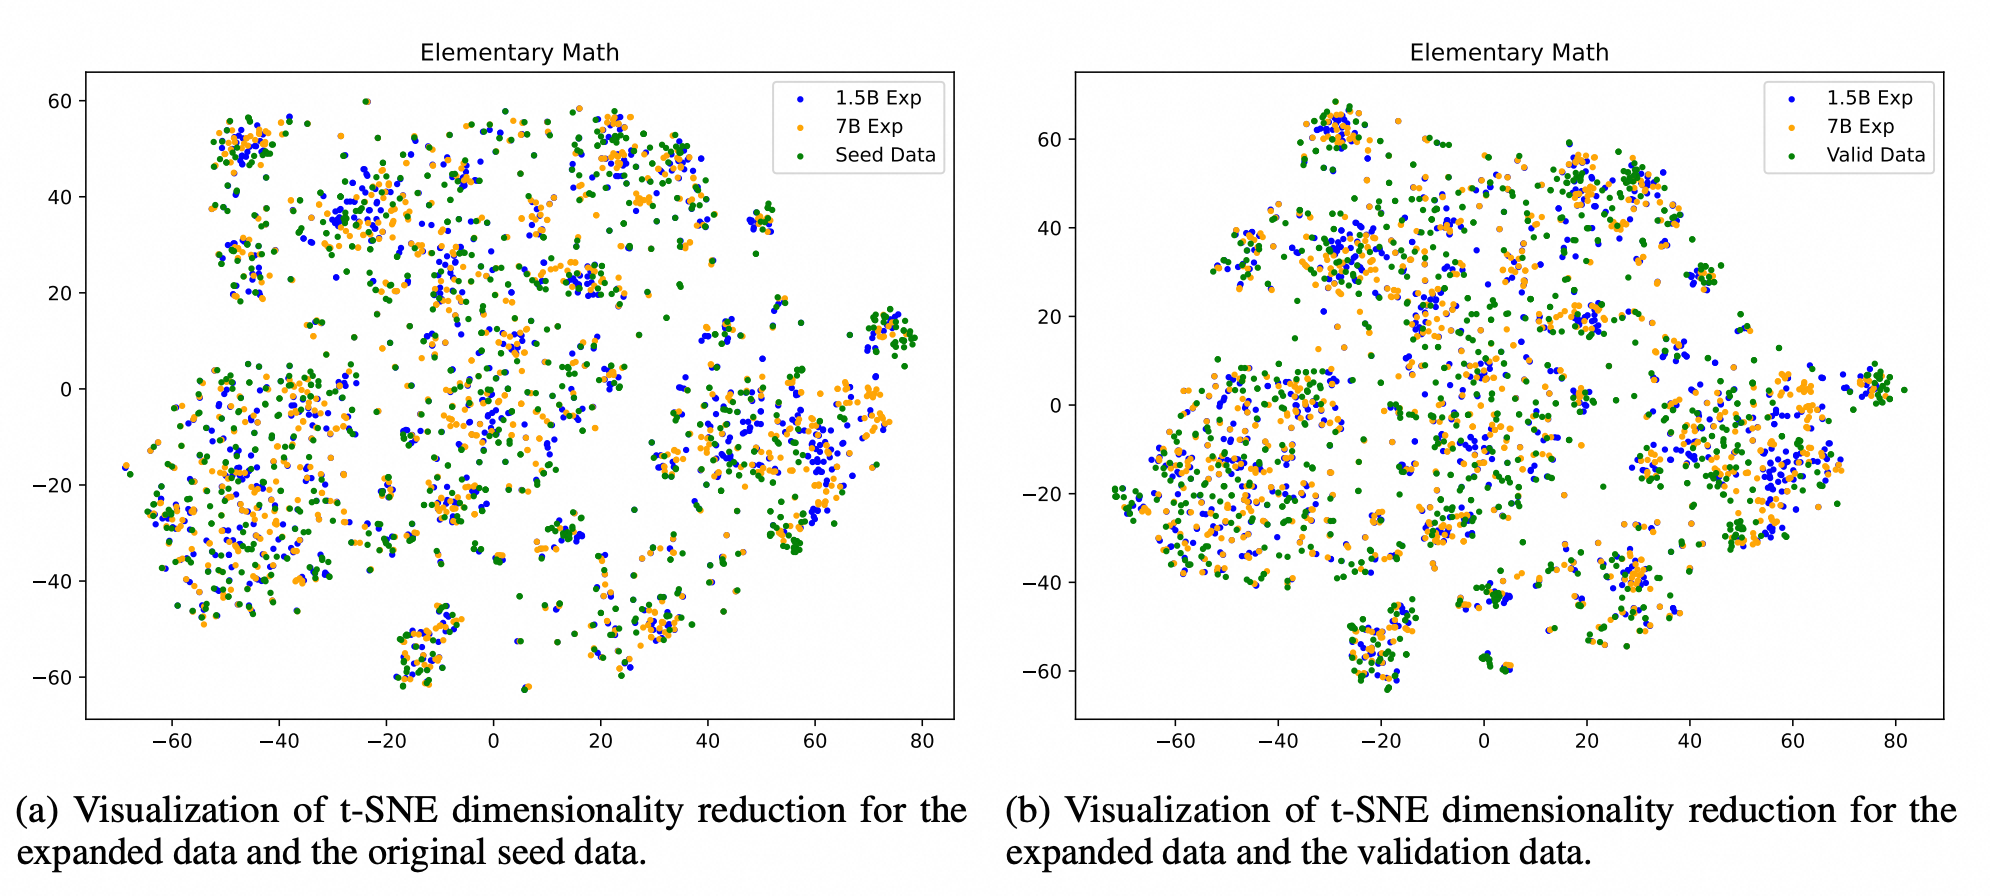 Elementary Math
1.5B Exp
7B Exp
Seed Data
60
40
20
0
−20
−40
−60
−60 −40 −20 0 20 40 60 80
(a) Visualization of t-SNE dimensionality reduction for the
expanded data and the original seed data.
Elementary Math
1.5B Exp
7B Exp
Valid Data
60
40
20
0
−20
−40
−60
−60 −40 −20 0 20 40 60 80
(b) Visualization of t-SNE dimensionality reduction for the
expanded data and the validation data.